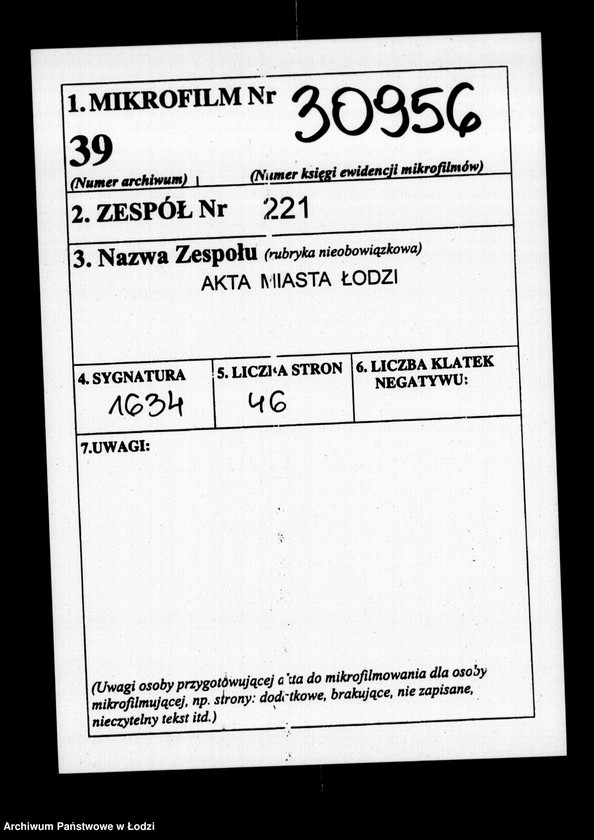 1. MIKROFILM Nr 30956
39
(Numer archiwum) (Numer księgi ewidencji mikrofilmów)
2. ZESPÓŁ Nr 221
3. Nazwa Zespołu (rubryka nieobowiązkowa)
AKTA MIASTA ŁODZI
4. SYGNATURA
1634
5. LICZBA STRON
46
6. LICZBA KLATEK
NEGATYWU:
7.UWAGI:
(Uwagi osoby przygotowującej akta do mikrofilmowania dla osoby
mikrofilmującej, np. strony: dodatkowe, brakujące, nie zapisane,
nieczytelny tekst itd.)
Archiwum Państwowe w Łodzi